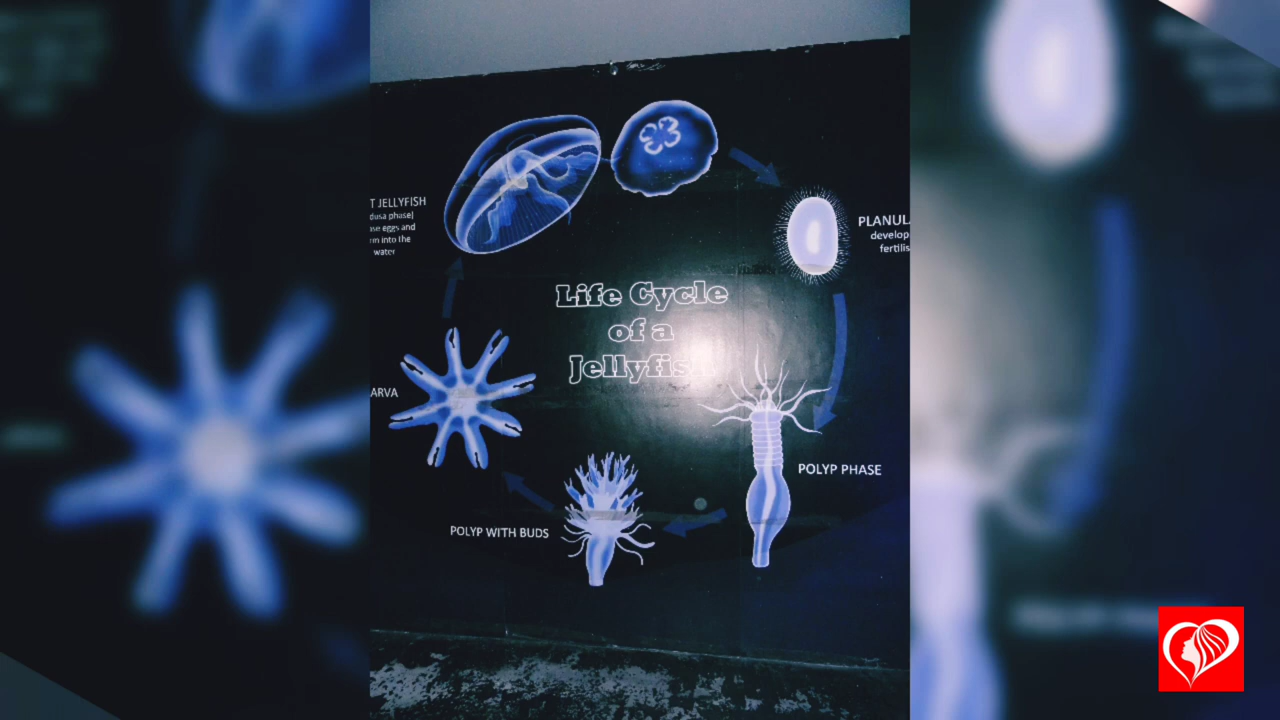 T JELLYFISH
dusa phase)
ase eggs and
rm into the
water
PLANUL
develop
fertilis
Life Cycle
of a
Jellyfish
ARVA
POLYP PHASE
POLYP WITH BUDS